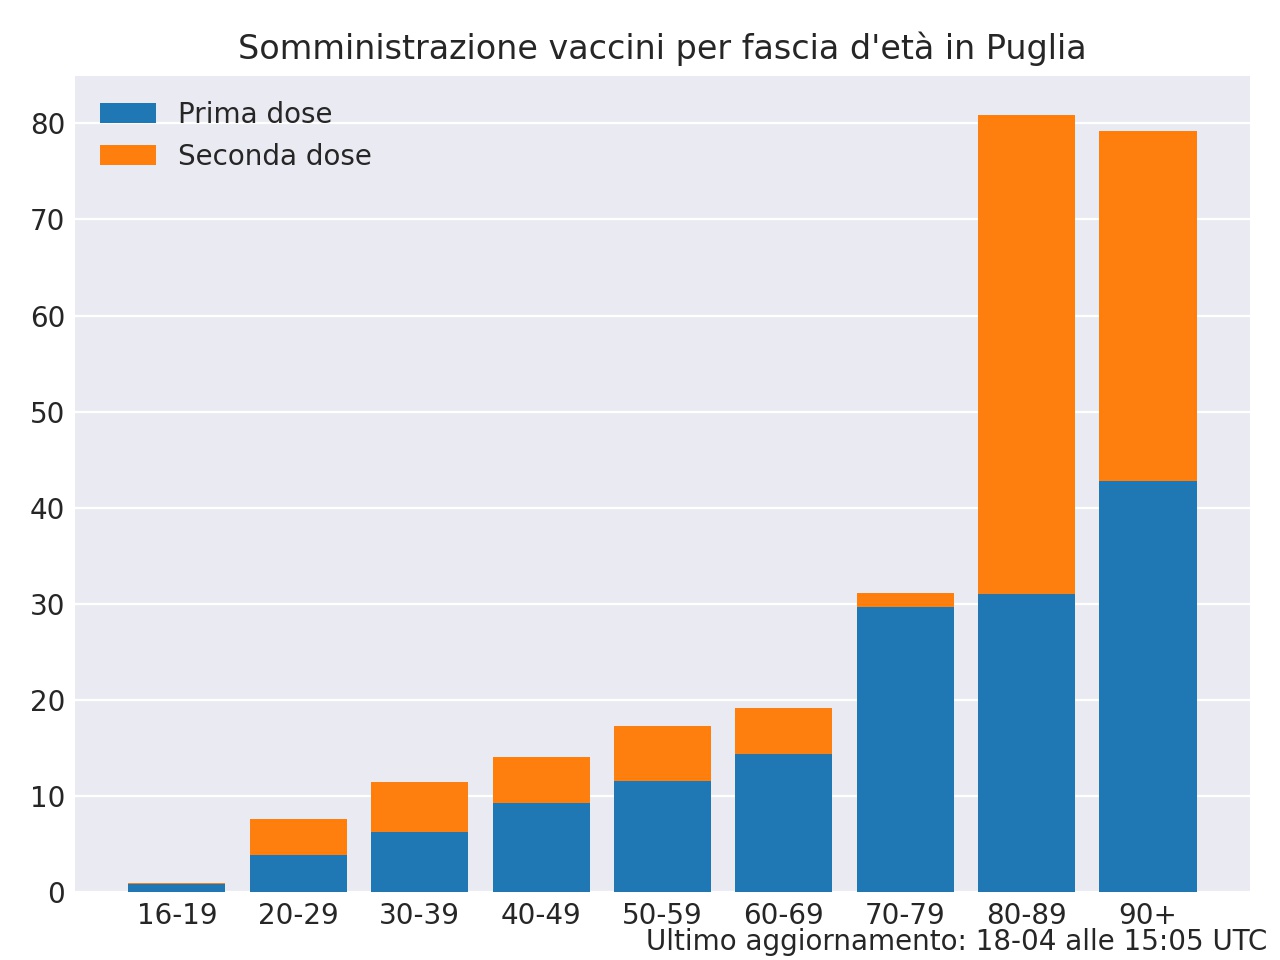 Somministrazione vaccini per fascia d'età in Puglia
Prima dose
Seconda dose
80
70
60
50
40
30
20
10
0
16-19 20-29 30-39 40-49 50-59 60-69 70-79 80-89 90+
Ultimo aggiornamento: 18-04 alle 15:05 UTC